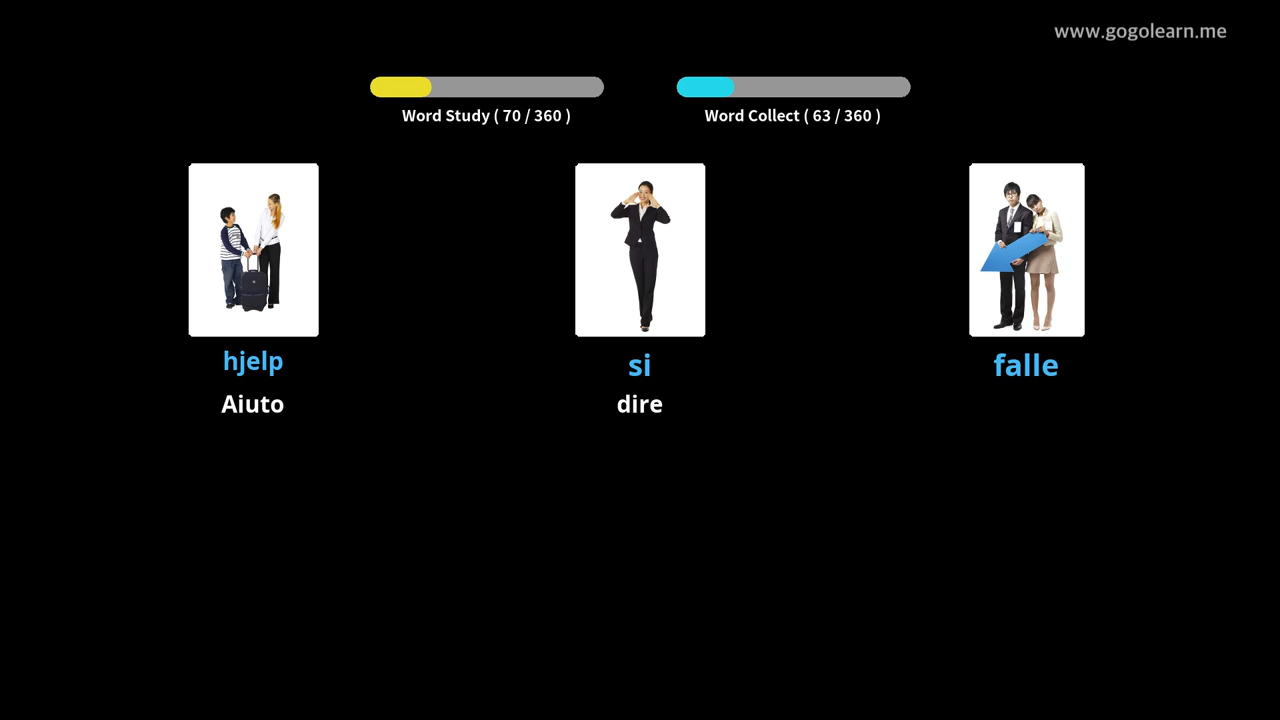 www.gogolearn.me
Word Study ( 70 / 360 )
Word Collect ( 63 / 360 )
hjelp
Aiuto
si
dire
falle